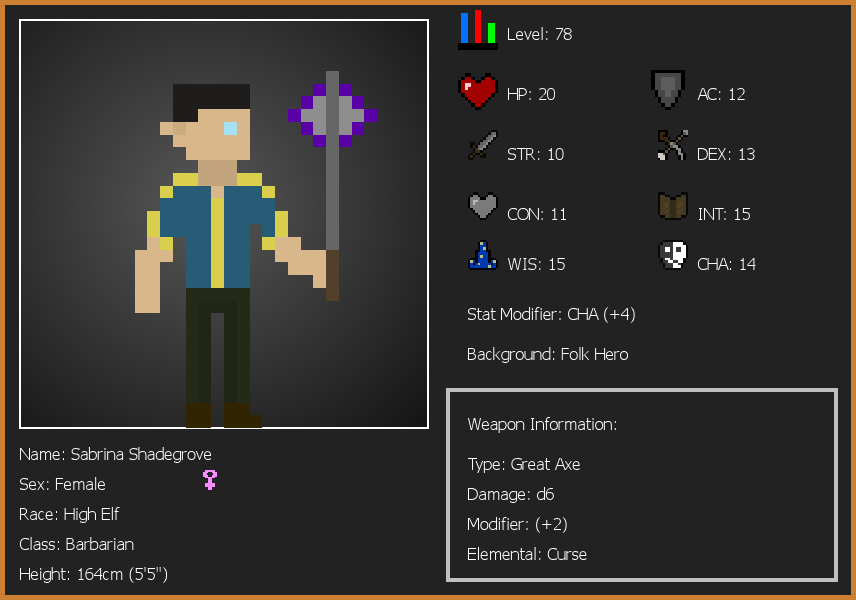 Level: 78
HP: 20
AC: 12
STR: 10
DEX: 13
CON: 11
INT: 15
WIS: 15
CHA: 14
Stat Modifier: CHA (+4)
Background: Folk Hero
Weapon Information:
Type: Great Axe
Damage: d6
Modifier: (+2)
Elemental: Curse
Name: Sabrina Shadegrove
Sex: Female
Race: High Elf
Class: Barbarian
Height: 164cm (5'5")